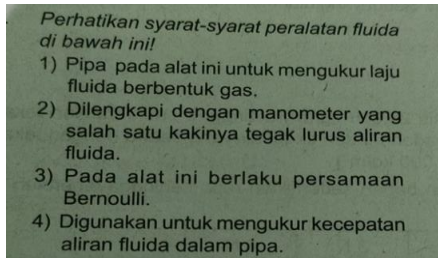 Perhatikan syarat-syarat peralatan fluida
di bawah ini!
1) Pipa pada alat ini untuk mengukur laju
fluida berbentuk gas.
2) Dilengkapi dengan manometer yang
salah satu kakinya tegak lurus aliran
fluida.
3) Pada alat ini berlaku persamaan
Bernoulli.
4) Digunakan untuk mengukur kecepatan
aliran fluida dalam pipa.